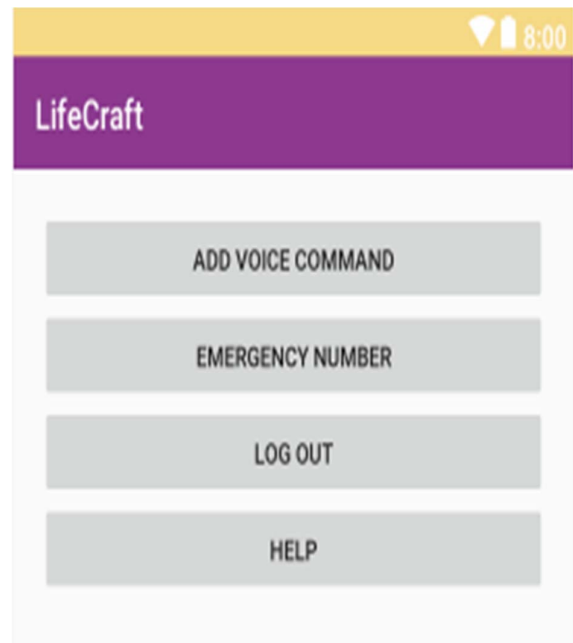 8:00
LifeCraft
ADD VOICE COMMAND
EMERGENCY NUMBER
LOG OUT
HELP